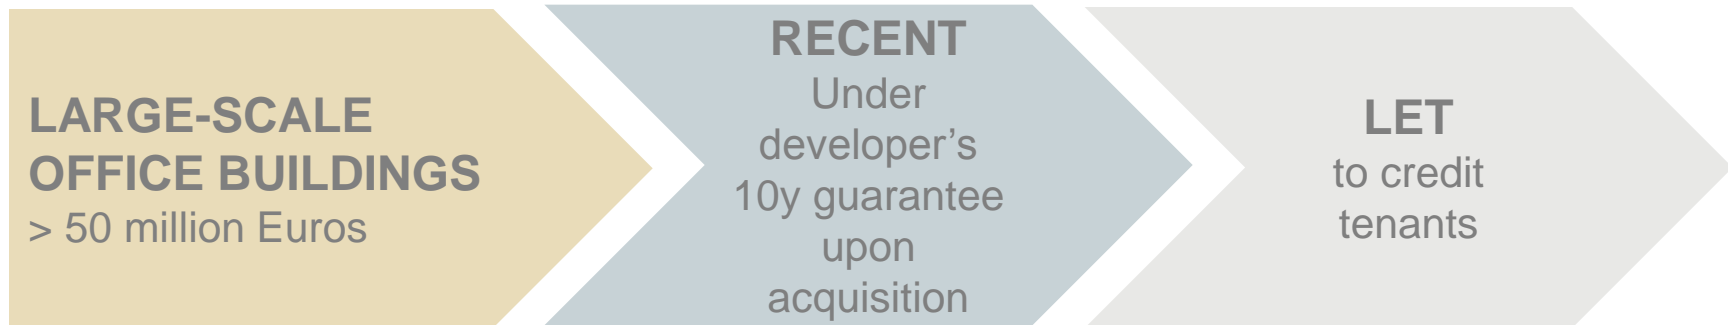 LARGE-SCALE
OFFICE BUILDINGS
> 50 million Euros
RECENT
Under
developer’s
10y guarantee
upon
acquisition
LET
to credit
tenants